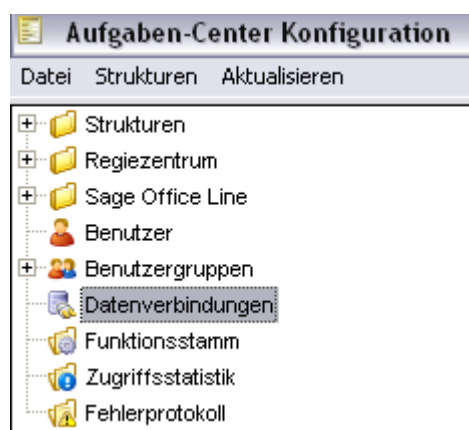 Aufgaben-Center Konfiguration
Datei Strukturen Aktualisieren
Strukturen
Regiezentrum
Sage Office Line
Benutzer
Benutzergruppen
Datenverbindungen
Funktionsstamm
Zugriffsstatistik
Fehlerprotokoll